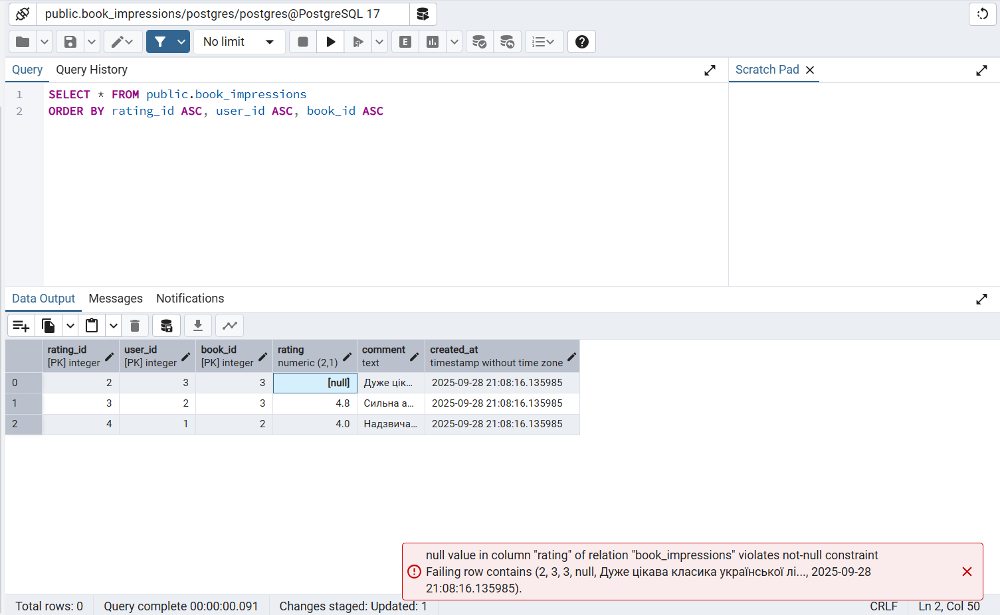 public.book_impressions/postgres/postgres@PostgreSQL 17
No limit
E
Query Query History
Scratch Pad
1 SELECT * FROM public.book_impressions
2 ORDER BY rating_id ASC, user_id ASC, book_id ASC
Data Output Messages Notifications
rating_id user_id book_id rating comment created_at
[PK] integer [PK] integer [PK] integer numeric (2,1) text timestamp without time zone
0 2 3 3 [null] Дуже цік... 2025-09-28 21:08:16.135985
1 3 2 3 4.8 Сильна а... 2025-09-28 21:08:16.135985
2 4 1 2 4.0 Надзвича... 2025-09-28 21:08:16.135985
null value in column "rating" of relation "book_impressions" violates not-null constraint
Failing row contains (2, 3, 3, null, Дуже цікава класика української лі..., 2025-09-28
21:08:16.135985).
Total rows: 0 Query complete 00:00:00.091 Changes staged: Updated: 1 CRLF Ln 2, Col 50